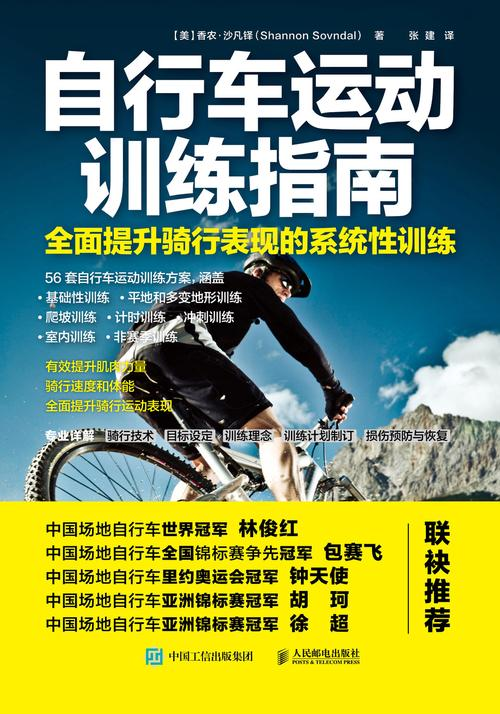 【美】香农·沙凡铎（Shannon Sovndal） 著 张 建 译
自行车运动
训练指南
全面提升骑行表现的系统性训练
56 套自行车运动训练方案，涵盖
• 基础性训练 • 平地和多变地形训练
• 爬坡训练 • 计时训练 • 冲刺训练
• 室内训练 • 非赛季训练
有效提升肌肉力量
骑行速度和体能
全面提升骑行运动表现
专业详解 骑行技术 目标设定 训练理念 训练计划制订 损伤预防与恢复
中国场地自行车世界冠军 林俊红
中国场地自行车全国锦标赛争先冠军 包赛飞
中国场地自行车里约奥运会冠军 钟天使
中国场地自行车亚洲锦标赛冠军 胡 珂
中国场地自行车亚洲锦标赛冠军 徐 超
联袂推荐
中国工信出版集团
人民邮电出版社
POSTS & TELECOM PRESS